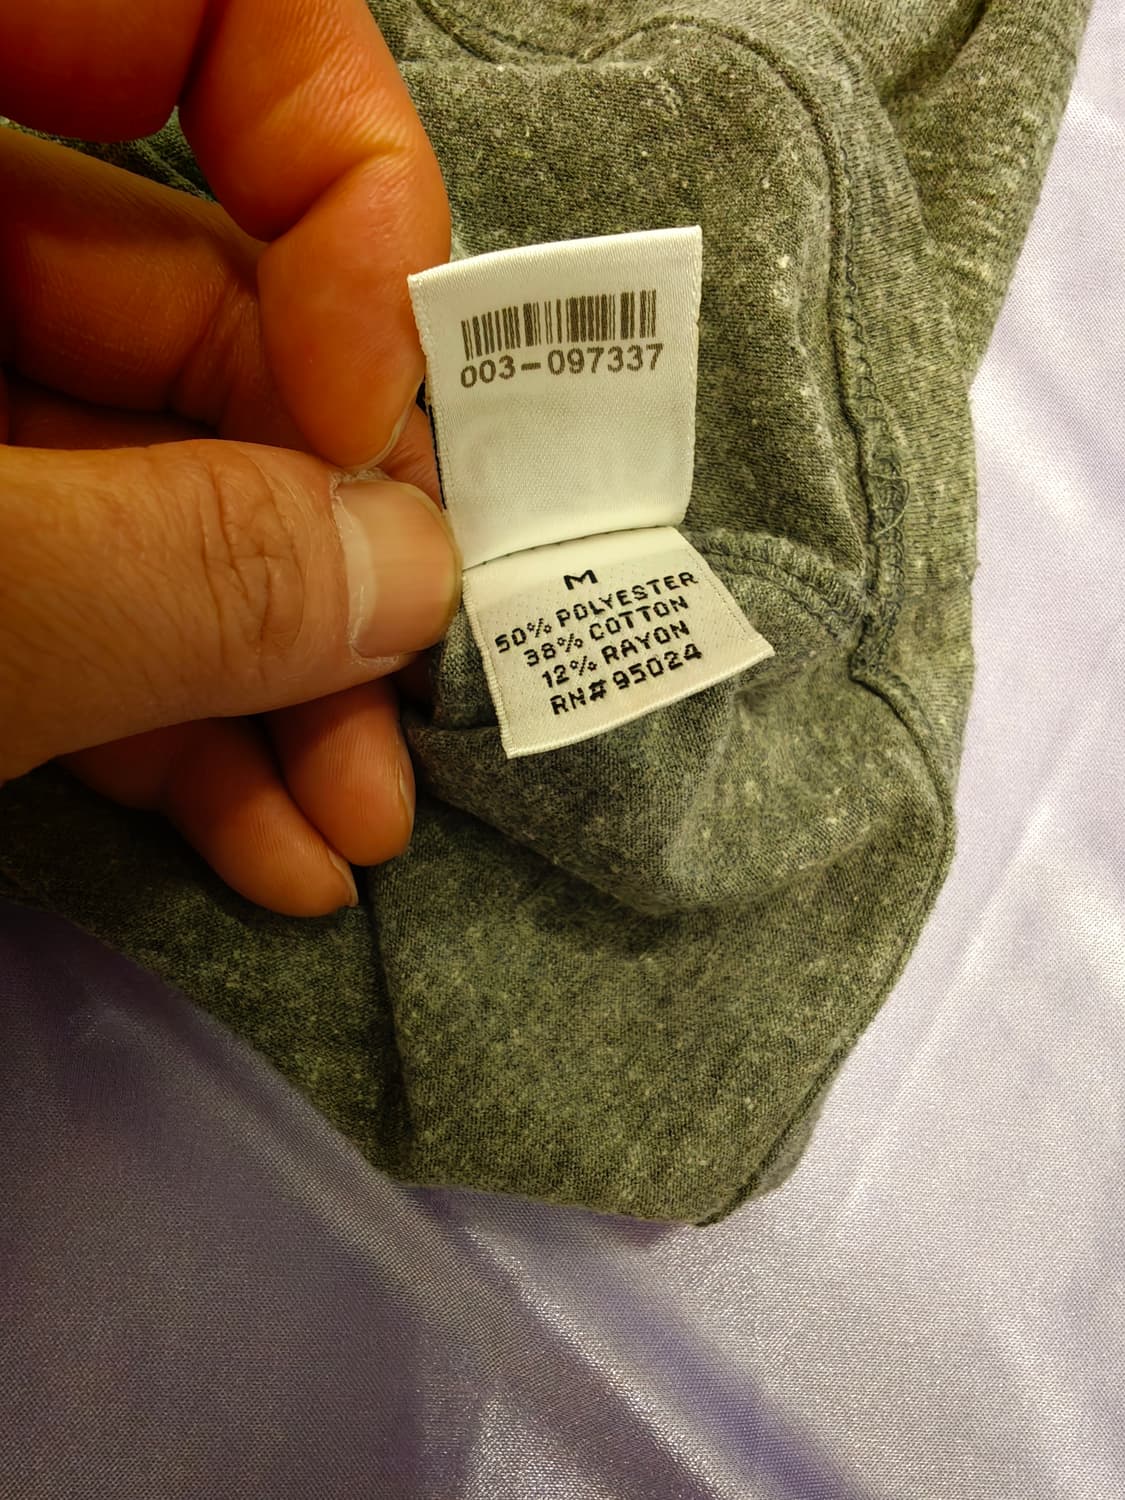 003-097337
M
50% POLYESTER
38% COTTON
12% RAYON
RN# 95024